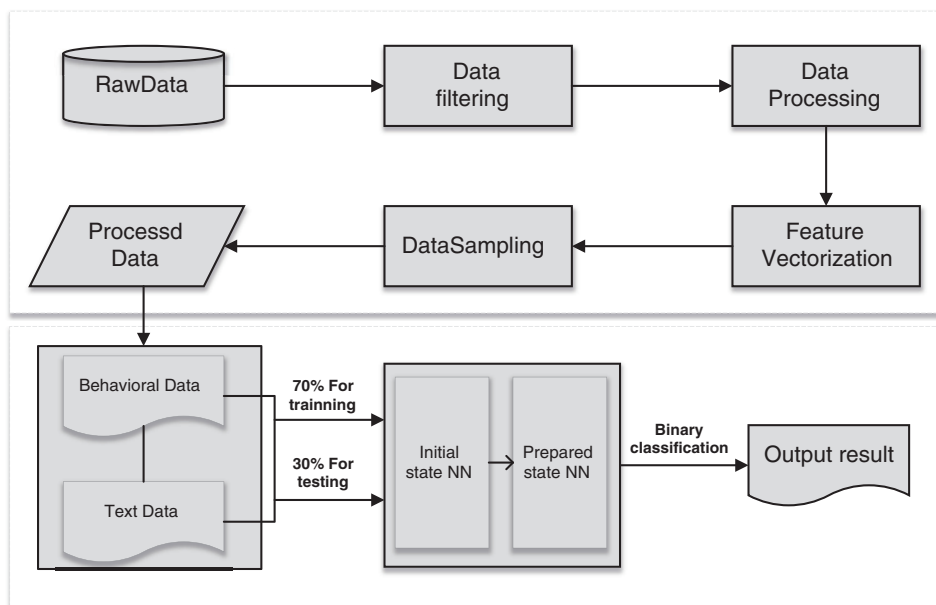 RawData
Data
filtering
Data
Processing
Processd
Data
DataSampling
Feature
Vectorization
Behavioral Data
Text Data
70% For
trainning
30% For
testing
Initial
state NN
Prepared
state NN
Binary
classification
Output result